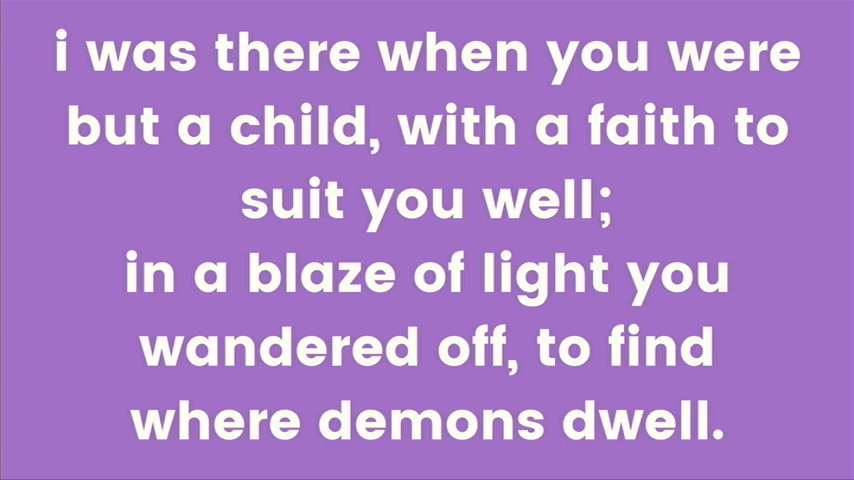 i was there when you were
but a child, with a faith to
suit you well;
in a blaze of light you
wandered off, to find
where demons dwell.